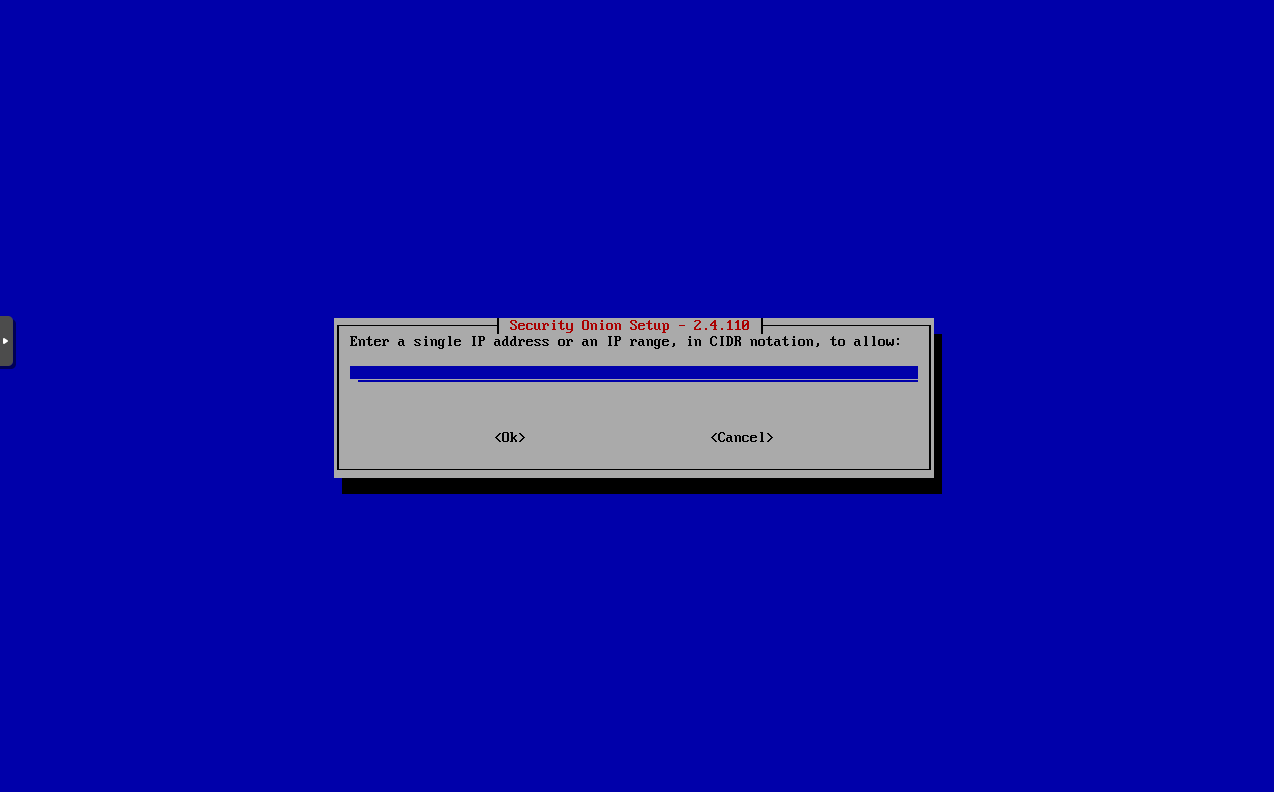 Security Onion Setup - 2.4.110
Enter a single IP address or an IP range, in CIDR notation, to allow:
<Ok> <Cancel>